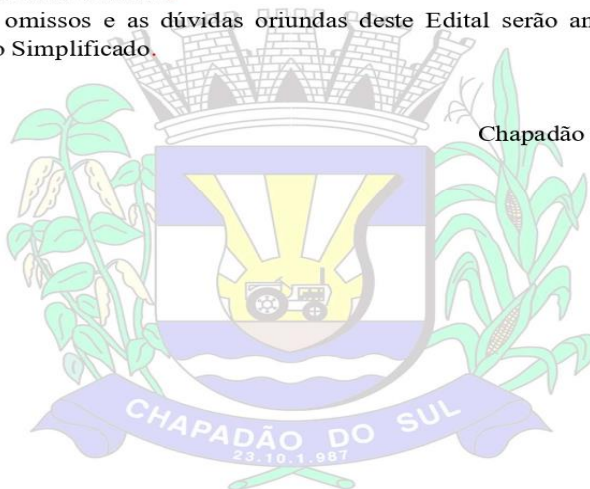 omissos e as dúvidas oriundas deste Edital serão an
o Simplificado.
Chapadão
CHAPADÃO DO SUL
23.10.1.987